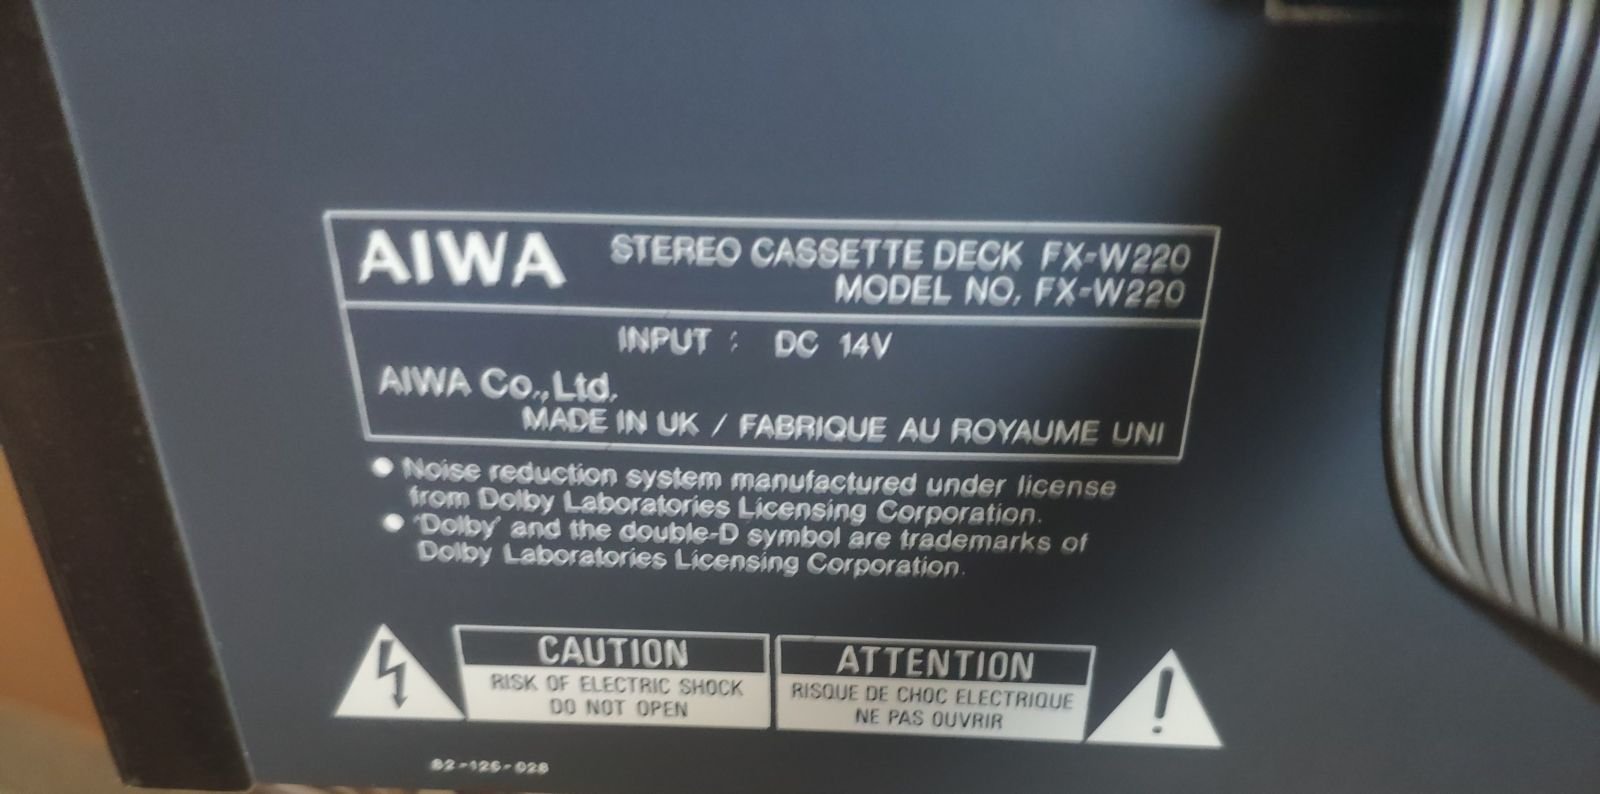 AIWA STEREO CASSETTE DECK FX-W220
MODEL NO. FX-W220
INPUT : DC 14V
AIWA Co., Ltd.
MADE IN UK / FABRIQUE AU ROYAUME UNI
● Noise reduction system manufactured under license
from Dolby Laboratories Licensing Corporation.
● 'Dolby' and the double-D symbol are trademarks of
Dolby Laboratories Licensing Corporation.
CAUTION
RISK OF ELECTRIC SHOCK
DO NOT OPEN
ATTENTION
RISQUE DE CHOC ELECTRIQUE
NE PAS OUVRIR
82-126-028